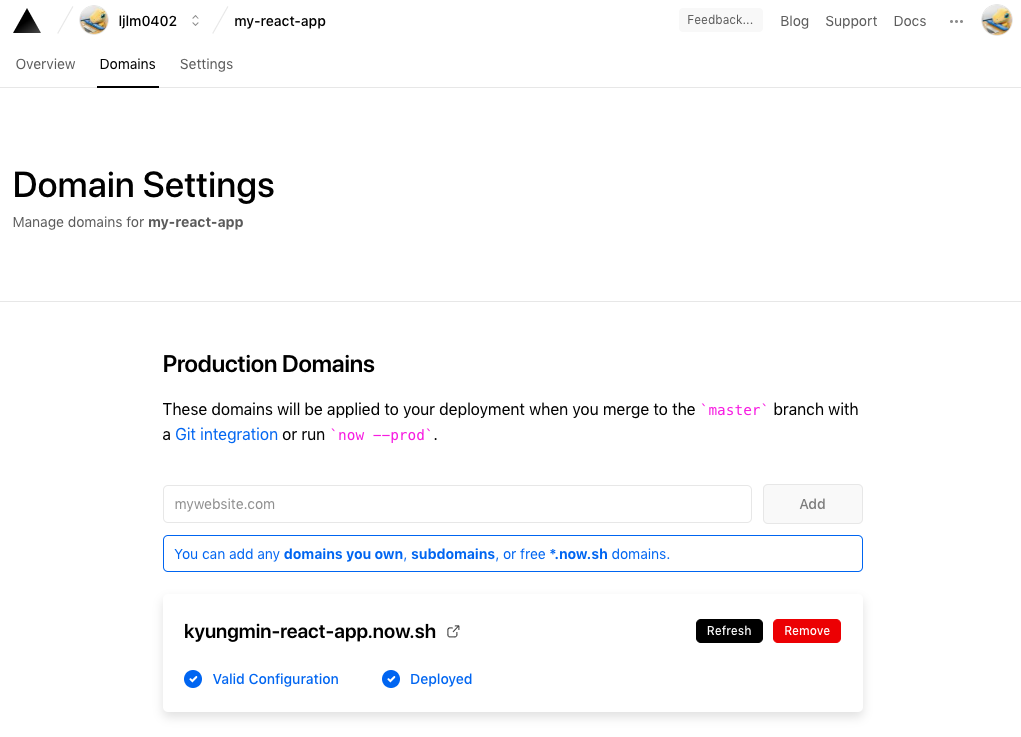 ljlm0402 my-react-app Feedback... Blog Support Docs
Overview Domains Settings
Domain Settings
Manage domains for my-react-app
Production Domains
These domains will be applied to your deployment when you merge to the `master` branch with
a Git integration or run `now --prod`.
mywebsite.com Add
You can add any domains you own, subdomains, or free *.now.sh domains.
kyungmin-react-app.now.sh Refresh Remove
Valid Configuration Deployed